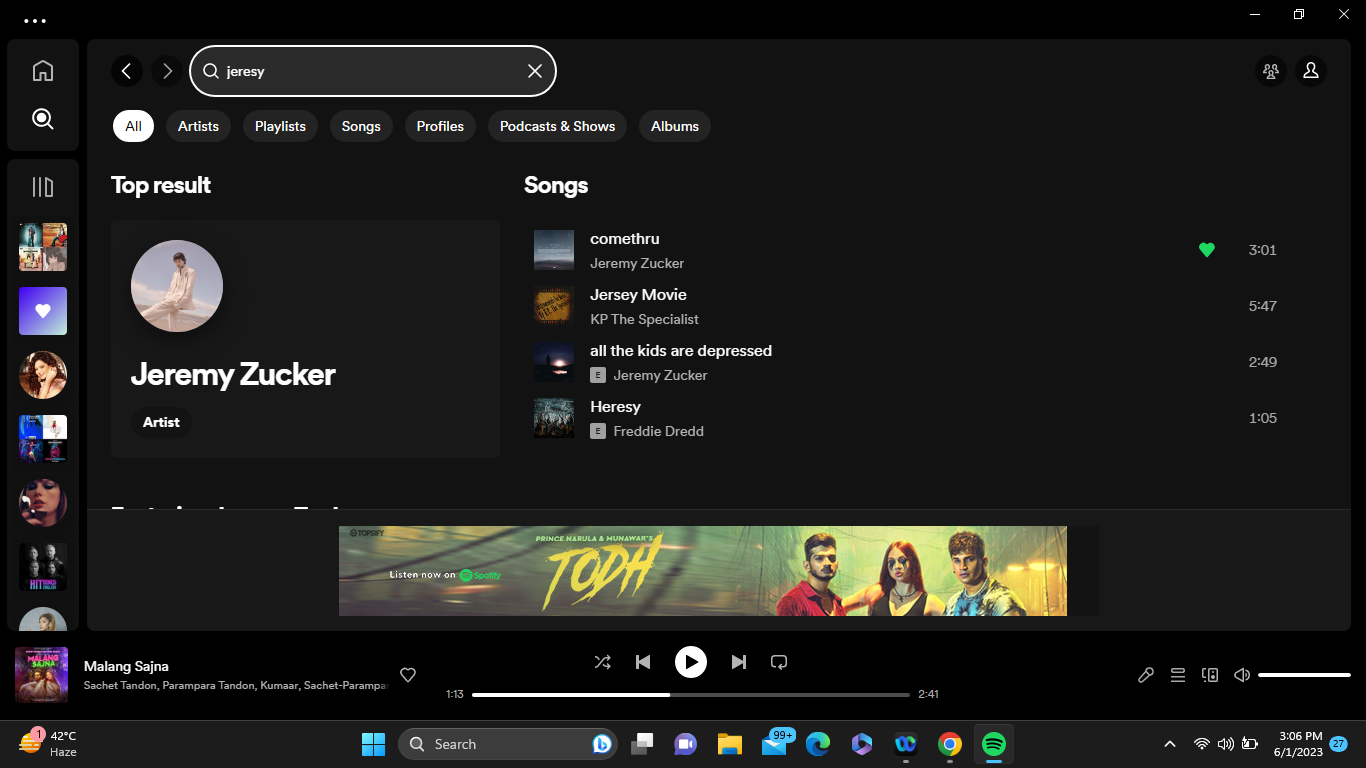 jeresy
All
Artists
Playlists
Songs
Profiles
Podcasts & Shows
Albums
Top result
Jeremy Zucker
Artist
Songs
comethru
Jeremy Zucker
3:01
Jersey Movie
KP The Specialist
5:47
all the kids are depressed
E Jeremy Zucker
2:49
Heresy
E Freddie Dredd
1:05
TOPSIFY
Listen now on Spotify
PRINCE NARULA & MUNAWAR'S
TODH
MALANG
SAJNA
Malang Sajna
Sachet Tandon, Parampara Tandon, Kumaar, Sachet-Parampa
1:13
2:41
1
42°C
Haze
Search
99+
3:06 PM
6/1/2023
27